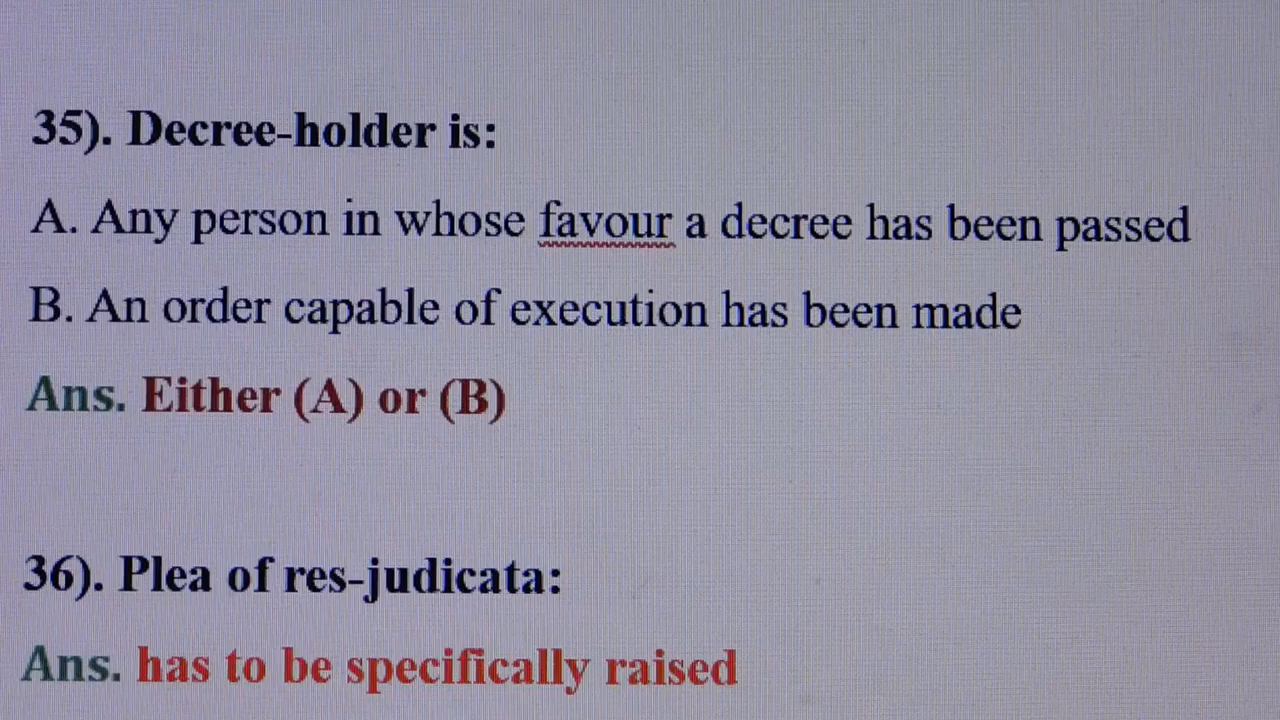 35). Decree-holder is:
A. Any person in whose favour a decree has been passed
B. An order capable of execution has been made
Ans. Either (A) or (B)
36). Plea of res-judicata:
Ans. has to be specifically raised